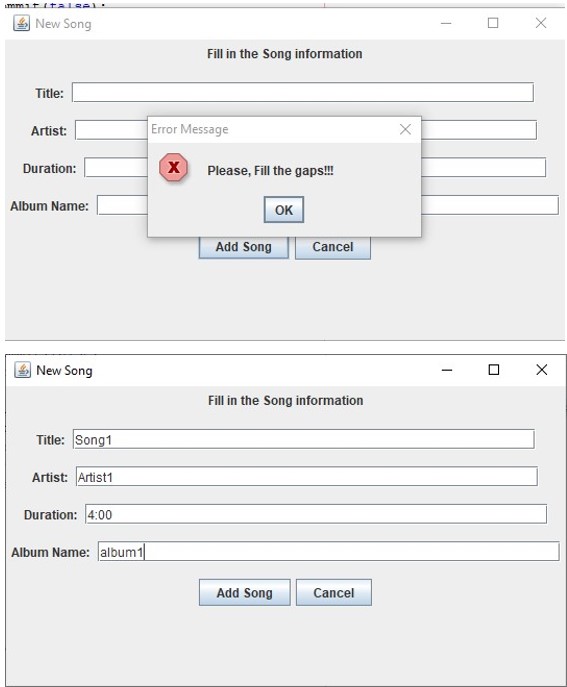 ommit(false);
New Song
Fill in the Song information
Title:
Artist:
Error Message
X Please, Fill the gaps!!!
Duration:
OK
Album Name:
Add Song Cancel
New Song
Fill in the Song information
Title: Song1
Artist: Artist1
Duration: 4:00
Album Name: album1
Add Song Cancel